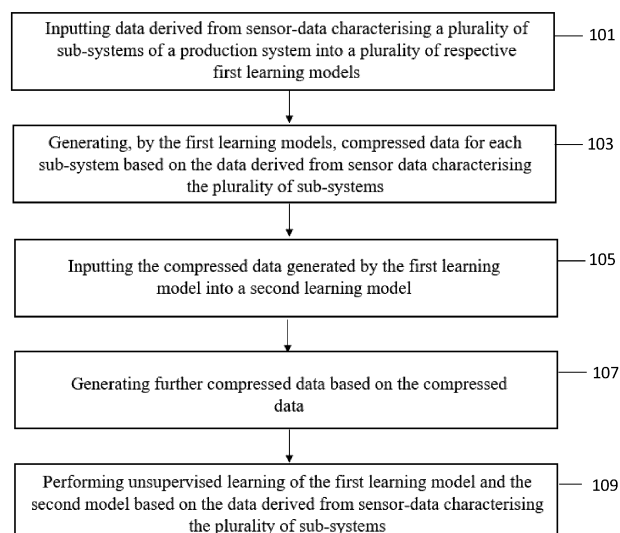 Inputting data derived from sensor-data characterising a plurality of
sub-systems of a production system into a plurality of respective
first learning models
101
Generating, by the first learning models, compressed data for each
sub-system based on the data derived from sensor data characterising
the plurality of sub-systems
103
Inputting the compressed data generated by the first learning
model into a second learning model
105
Generating further compressed data based on the compressed
data
107
Performing unsupervised learning of the first learning model and the
second model based on the data derived from sensor-data characterising
the plurality of sub-systems
109